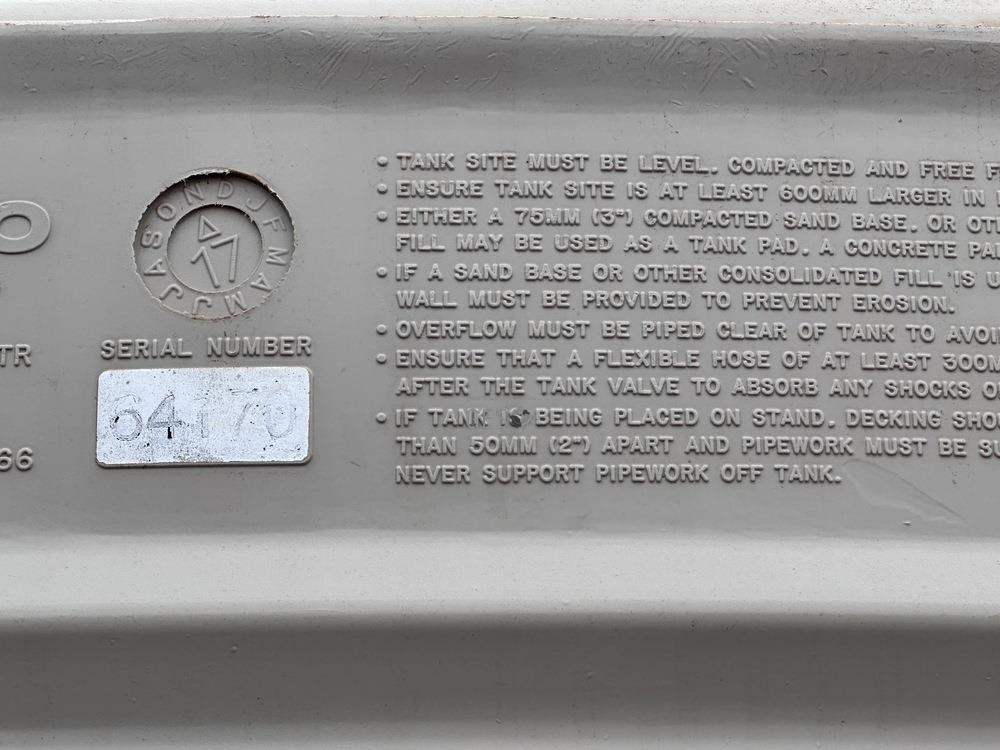 O
TR
66
J F M A M J J A S O N D
17
SERIAL NUMBER
64170
• TANK SITE MUST BE LEVEL. COMPACTED AND FREE
• ENSURE TANK SITE IS AT LEAST 600MM LARGER IN
• EITHER A 75MM (3") COMPACTED SAND BASE. OR
FILL MAY BE USED AS A TANK PAD. A CONCRETE
• IF A SAND BASE OR OTHER CONSOLIDATED FILL IS
WALL MUST BE PROVIDED TO PREVENT EROSION.
• OVERFLOW MUST BE PIPED CLEAR OF TANK TO
• ENSURE THAT A FLEXIBLE HOSE OF AT LEAST
AFTER THE TANK VALVE TO ABSORB ANY SHOCKS
• IF TANK IS BEING PLACED ON STAND. DECKING
THAN 50MM (2") APART AND PIPEWORK MUST BE
NEVER SUPPORT PIPEWORK OFF TANK.